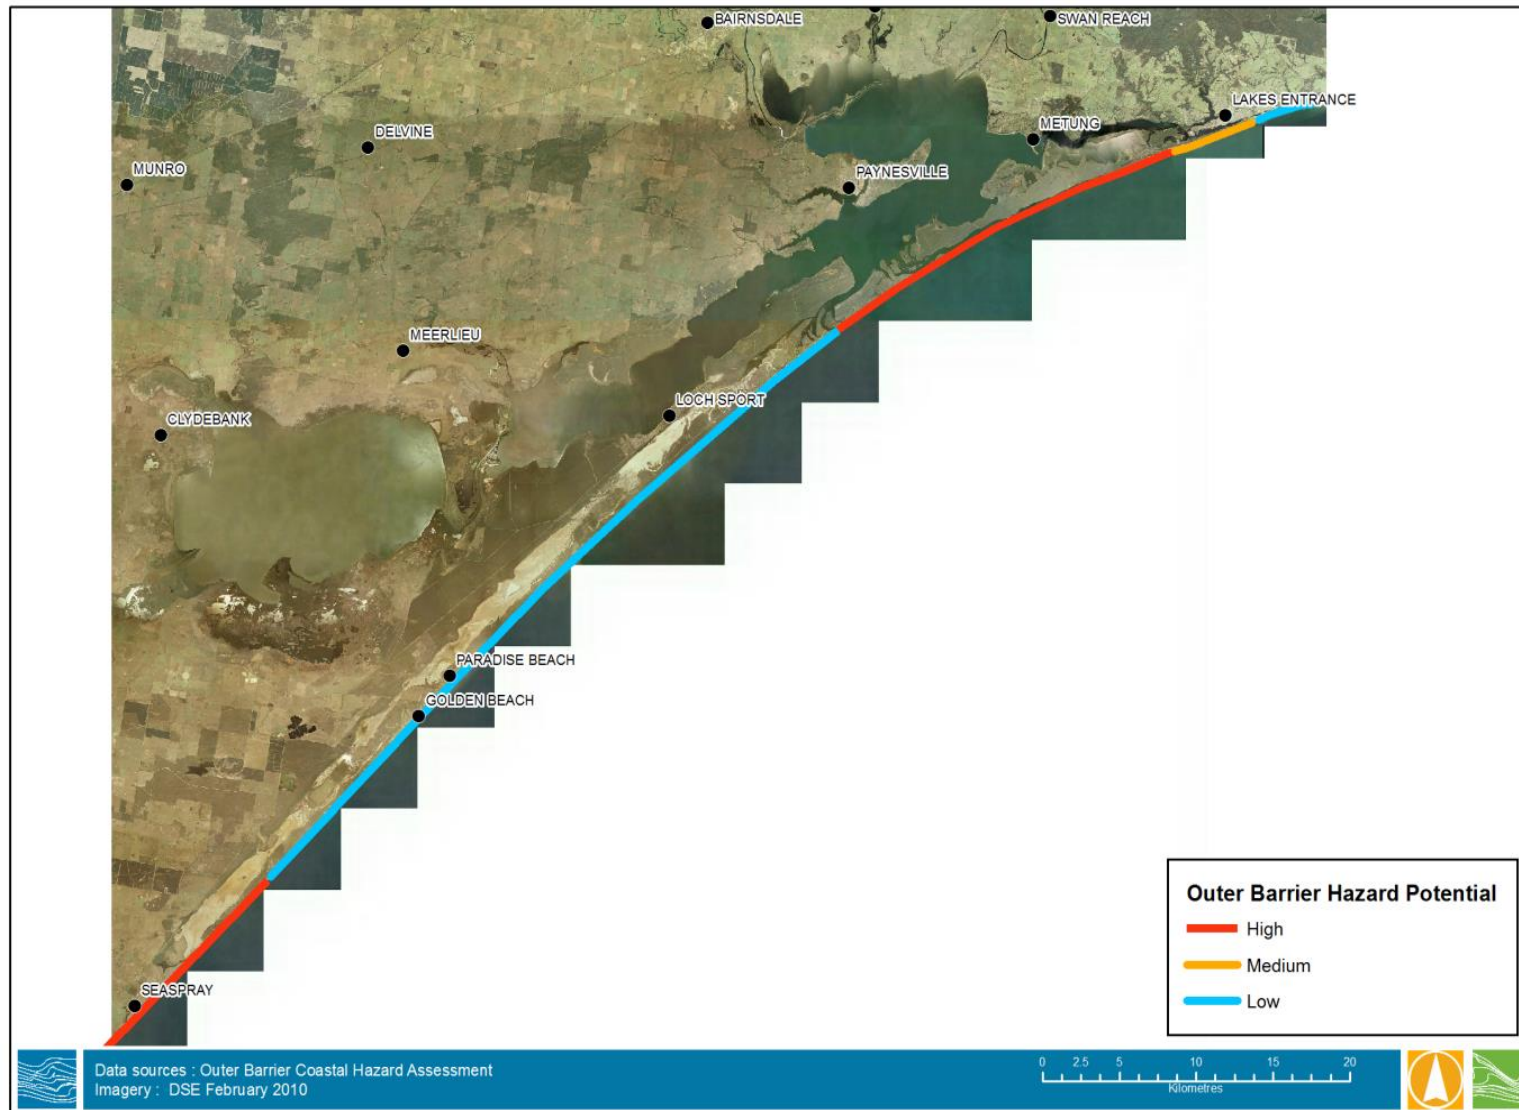 BAIRNSDALE
SWAN REACH
LAKES ENTRANCE
DELVINE
METUNG
MUNRO
PAYNESVILLE
MEERLIEU
LOCH SPORT
CLYDEBANK
PARADISE BEACH
GOLDEN BEACH
SEASPRAY
Outer Barrier Hazard Potential
High
Medium
Low
Data sources : Outer Barrier Coastal Hazard Assessment
Imagery : DSE February 2010
0 2.5 5 10 15 20
Kilometres